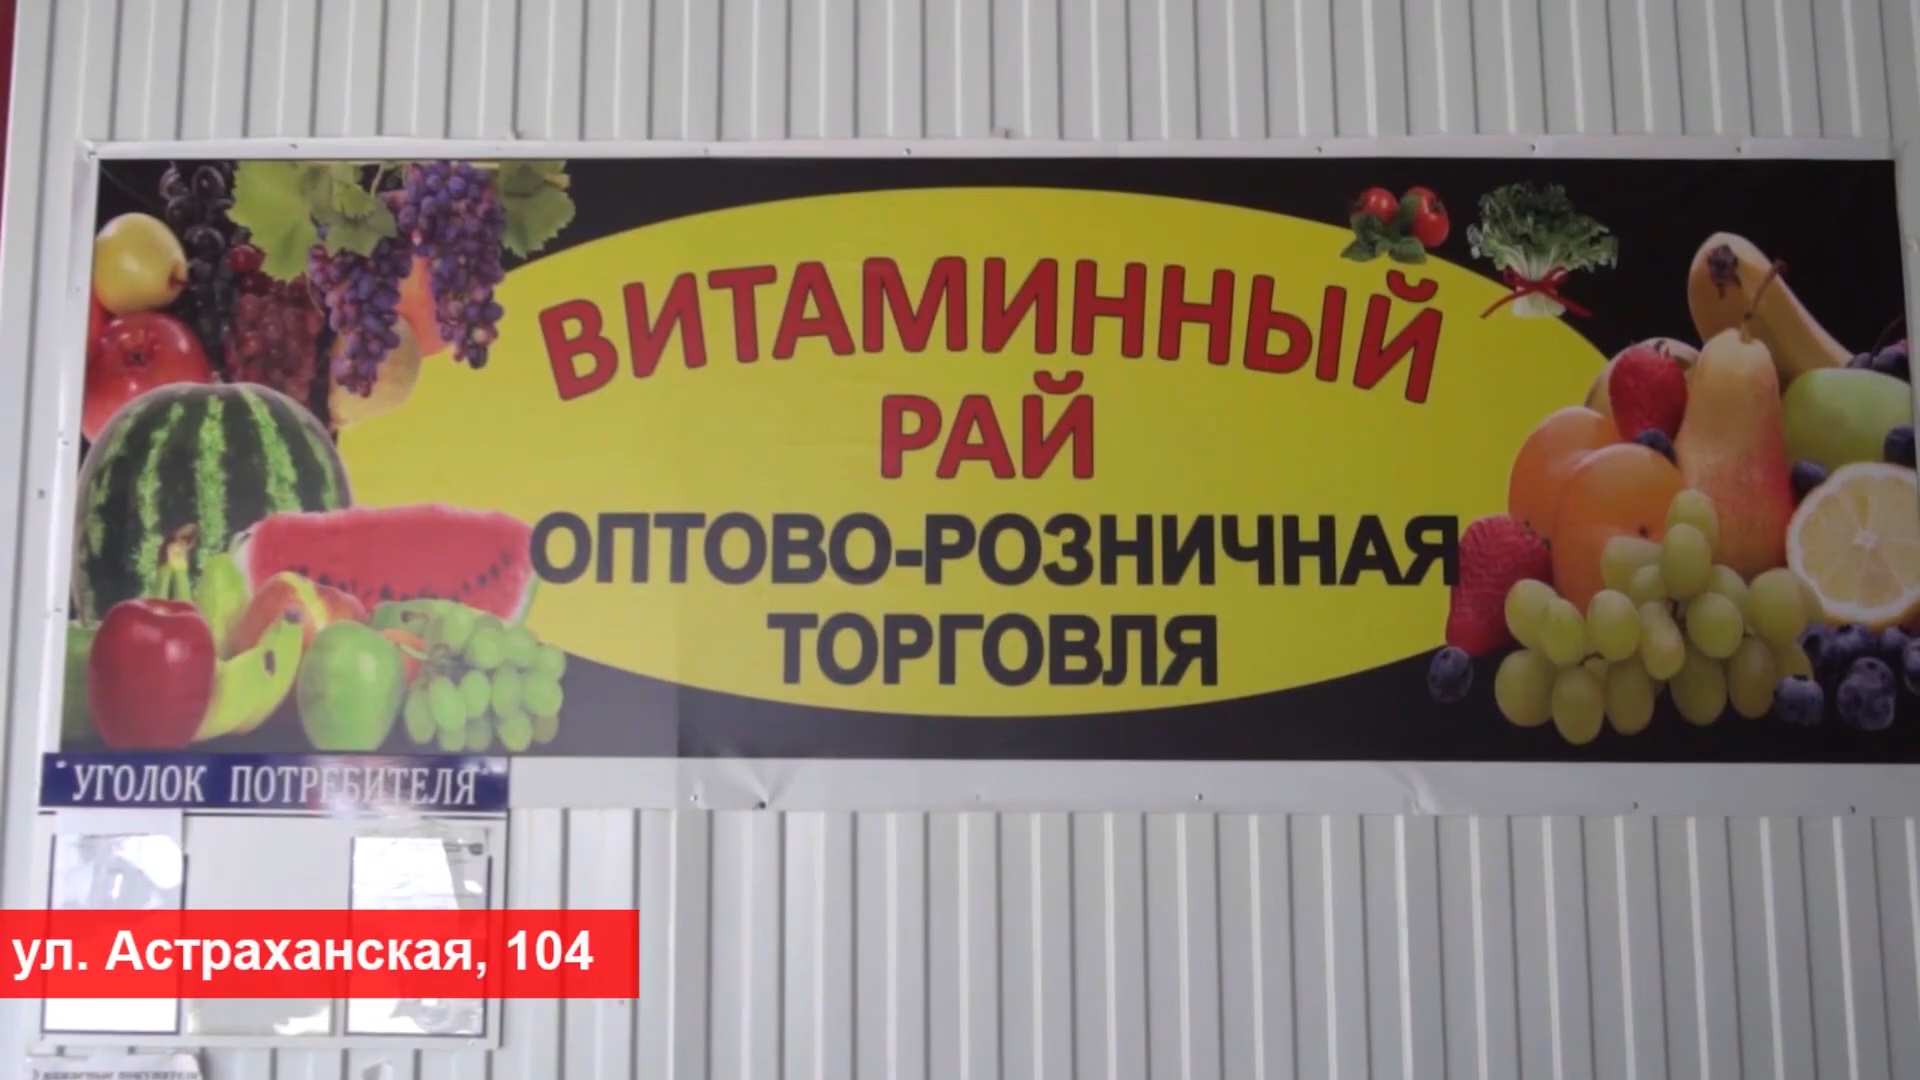 ВИТАМИННЫЙ
РАЙ
ОПТОВО-РОЗНИЧНАЯ
ТОРГОВЛЯ
"УГОЛОК ПОТРЕБИТЕЛЯ"
ул. Астраханская, 104